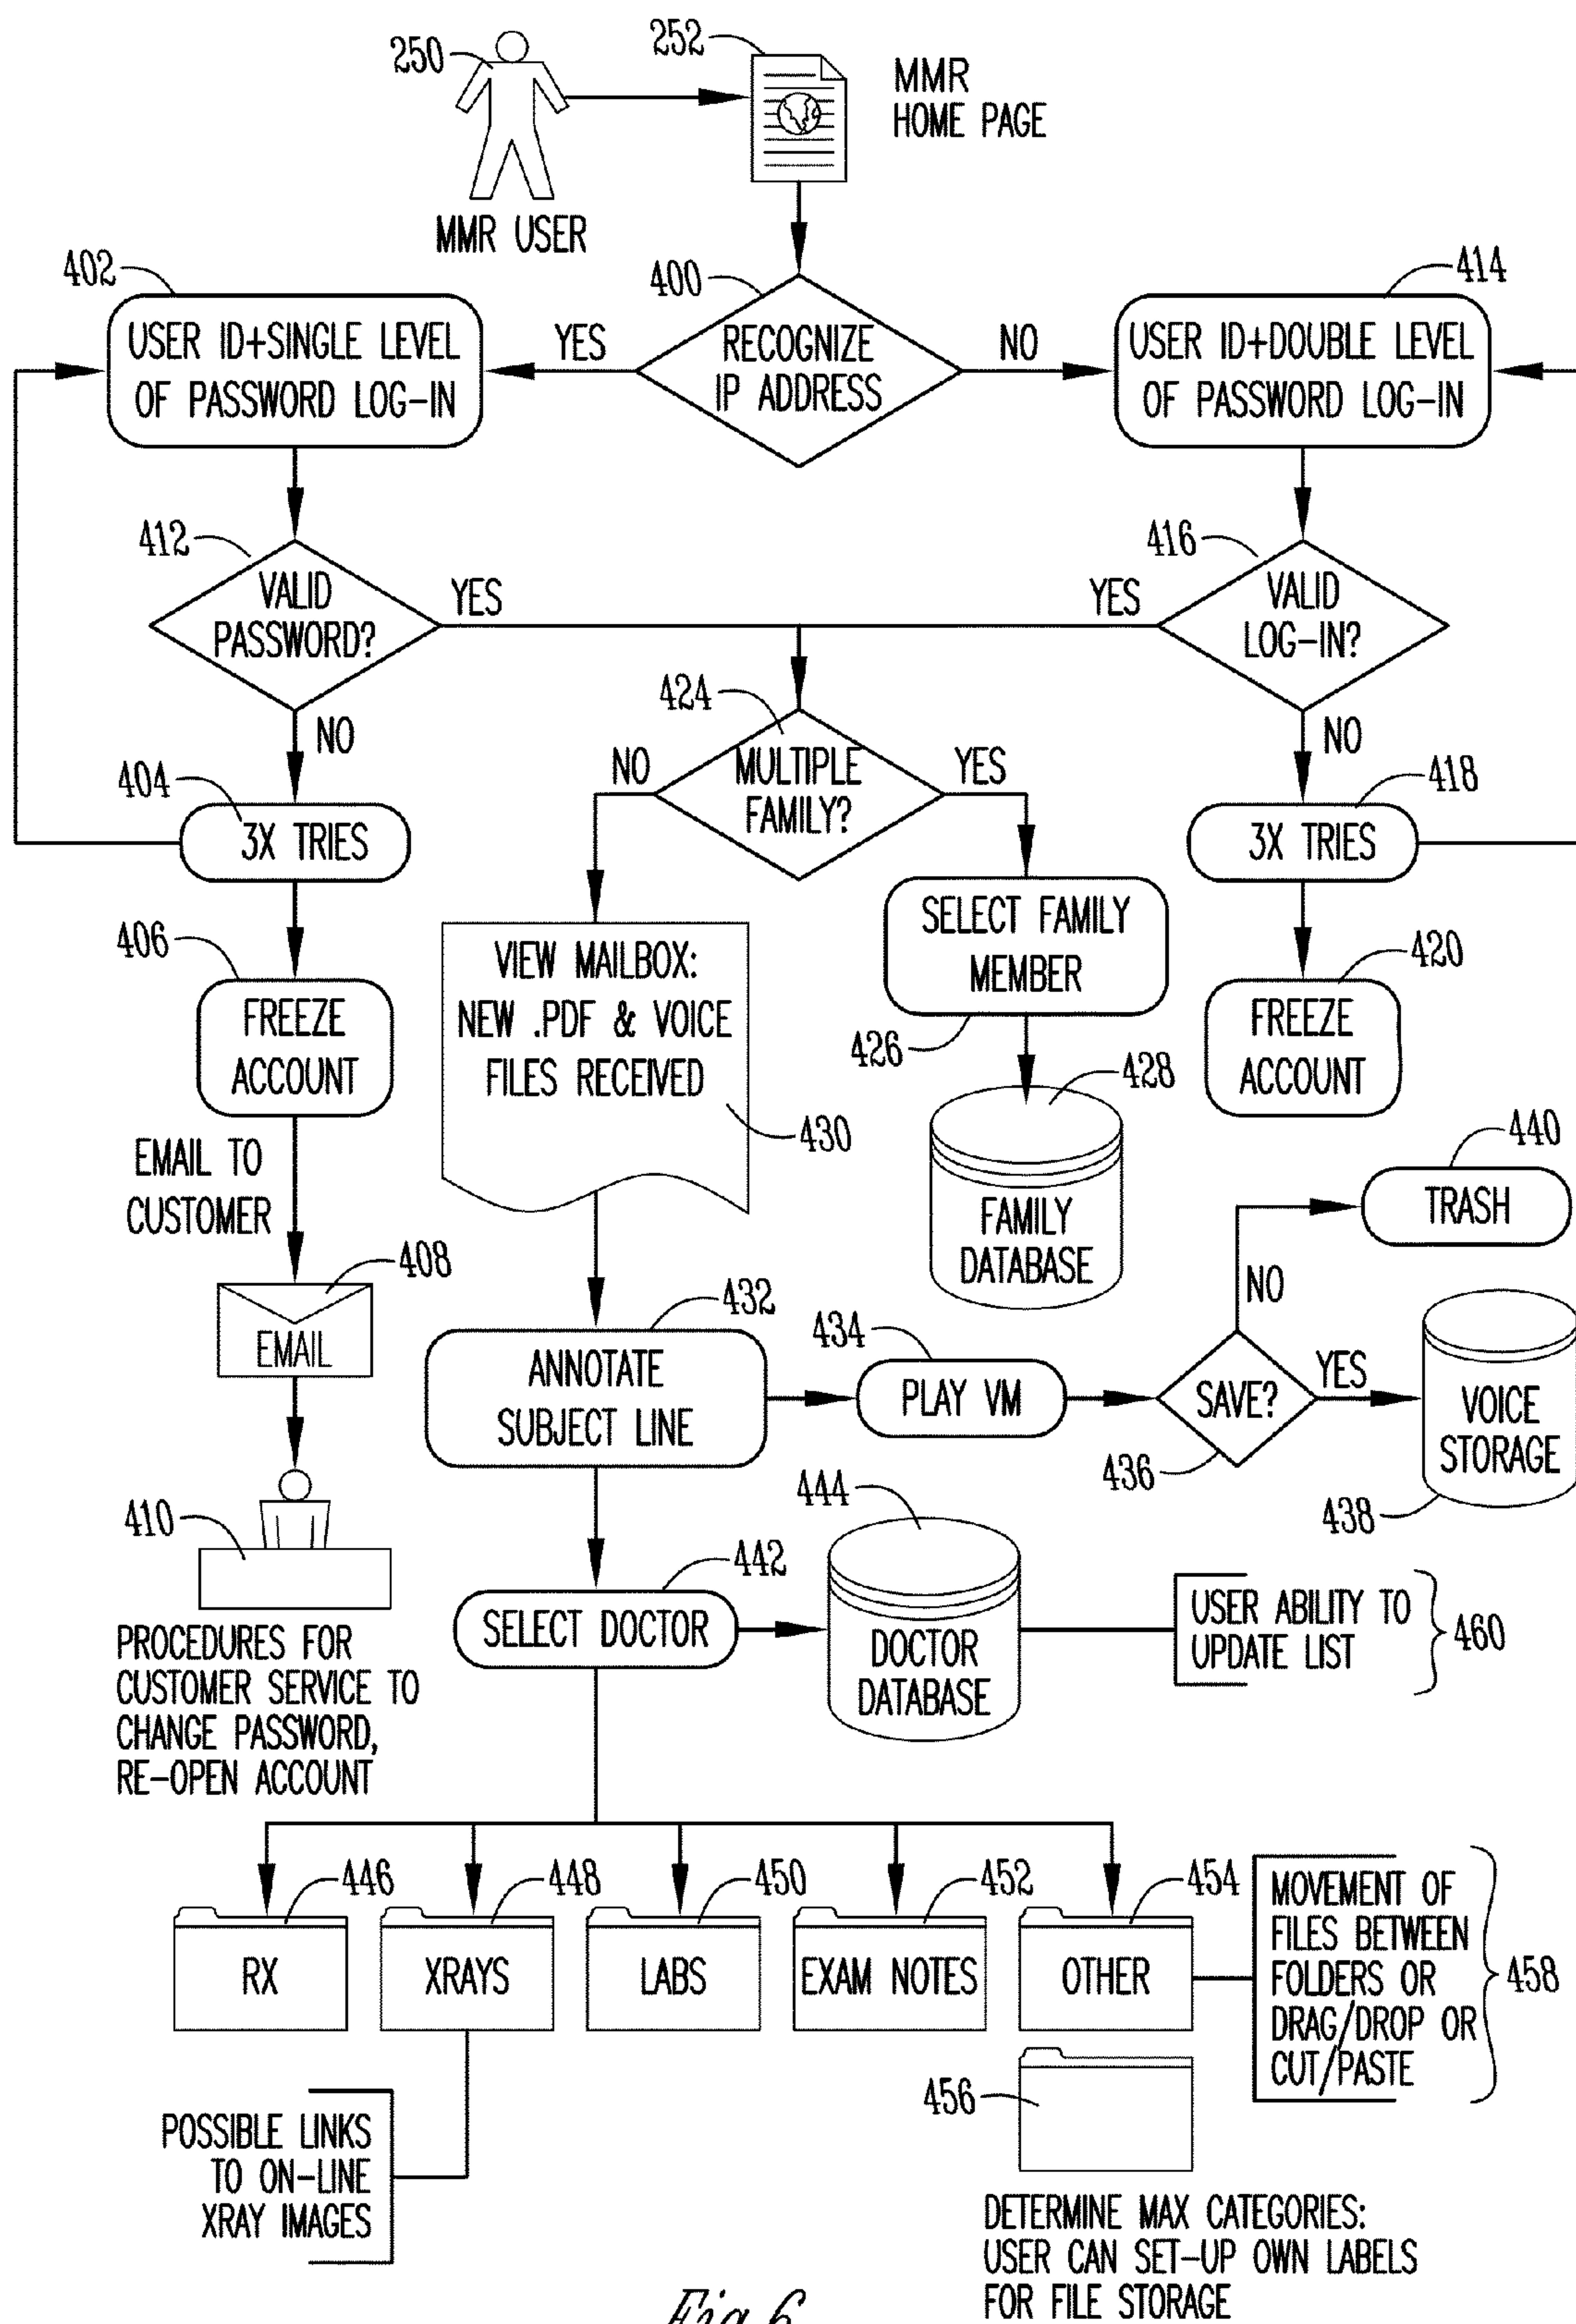 250
252
MMR
HOME PAGE
MMR USER
402
400
414
USER ID+SINGLE LEVEL
OF PASSWORD LOG-IN
YES
RECOGNIZE
IP ADDRESS
NO
USER ID+DOUBLE LEVEL
OF PASSWORD LOG-IN
412
VALID
PASSWORD?
YES
YES
416
VALID
LOG-IN?
NO
424
NO
MULTIPLE
FAMILY?
YES
NO
404
3X TRIES
418
3X TRIES
406
FREEZE
ACCOUNT
VIEW MAILBOX:
NEW .PDF & VOICE
FILES RECEIVED
430
SELECT FAMILY
MEMBER
426
428
FAMILY
DATABASE
420
FREEZE
ACCOUNT
EMAIL TO
CUSTOMER
408
EMAIL
440
TRASH
NO
432
ANNOTATE
SUBJECT LINE
434
PLAY VM
SAVE?
436
YES
VOICE
STORAGE
438
410
PROCEDURES FOR
CUSTOMER SERVICE TO
CHANGE PASSWORD,
RE-OPEN ACCOUNT
442
SELECT DOCTOR
444
DOCTOR
DATABASE
USER ABILITY TO
UPDATE LIST
460
446
RX
448
XRAYS
450
LABS
452
EXAM NOTES
454
OTHER
MOVEMENT OF
FILES BETWEEN
FOLDERS OR
DRAG/DROP OR
CUT/PASTE
458
456
POSSIBLE LINKS
TO ON-LINE
XRAY IMAGES
DETERMINE MAX CATEGORIES:
USER CAN SET-UP OWN LABELS
FOR FILE STORAGE
Fig.6